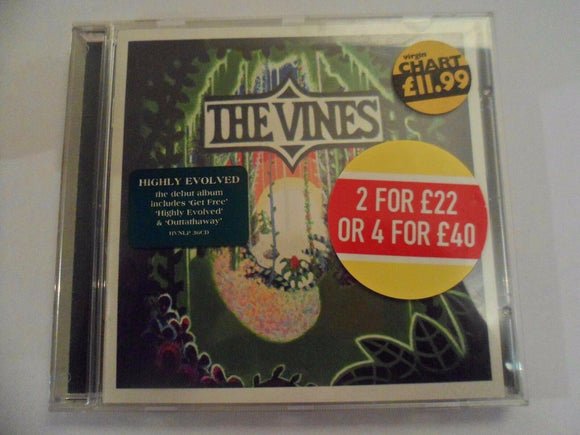 virgin
CHART
£11.99
THE VINES
HIGHLY EVOLVED
the debut album
includes 'Get Free'
'Highly Evolved'
& 'Outtathaway'
HVNLP 36CD
2 FOR £22
OR 4 FOR £40